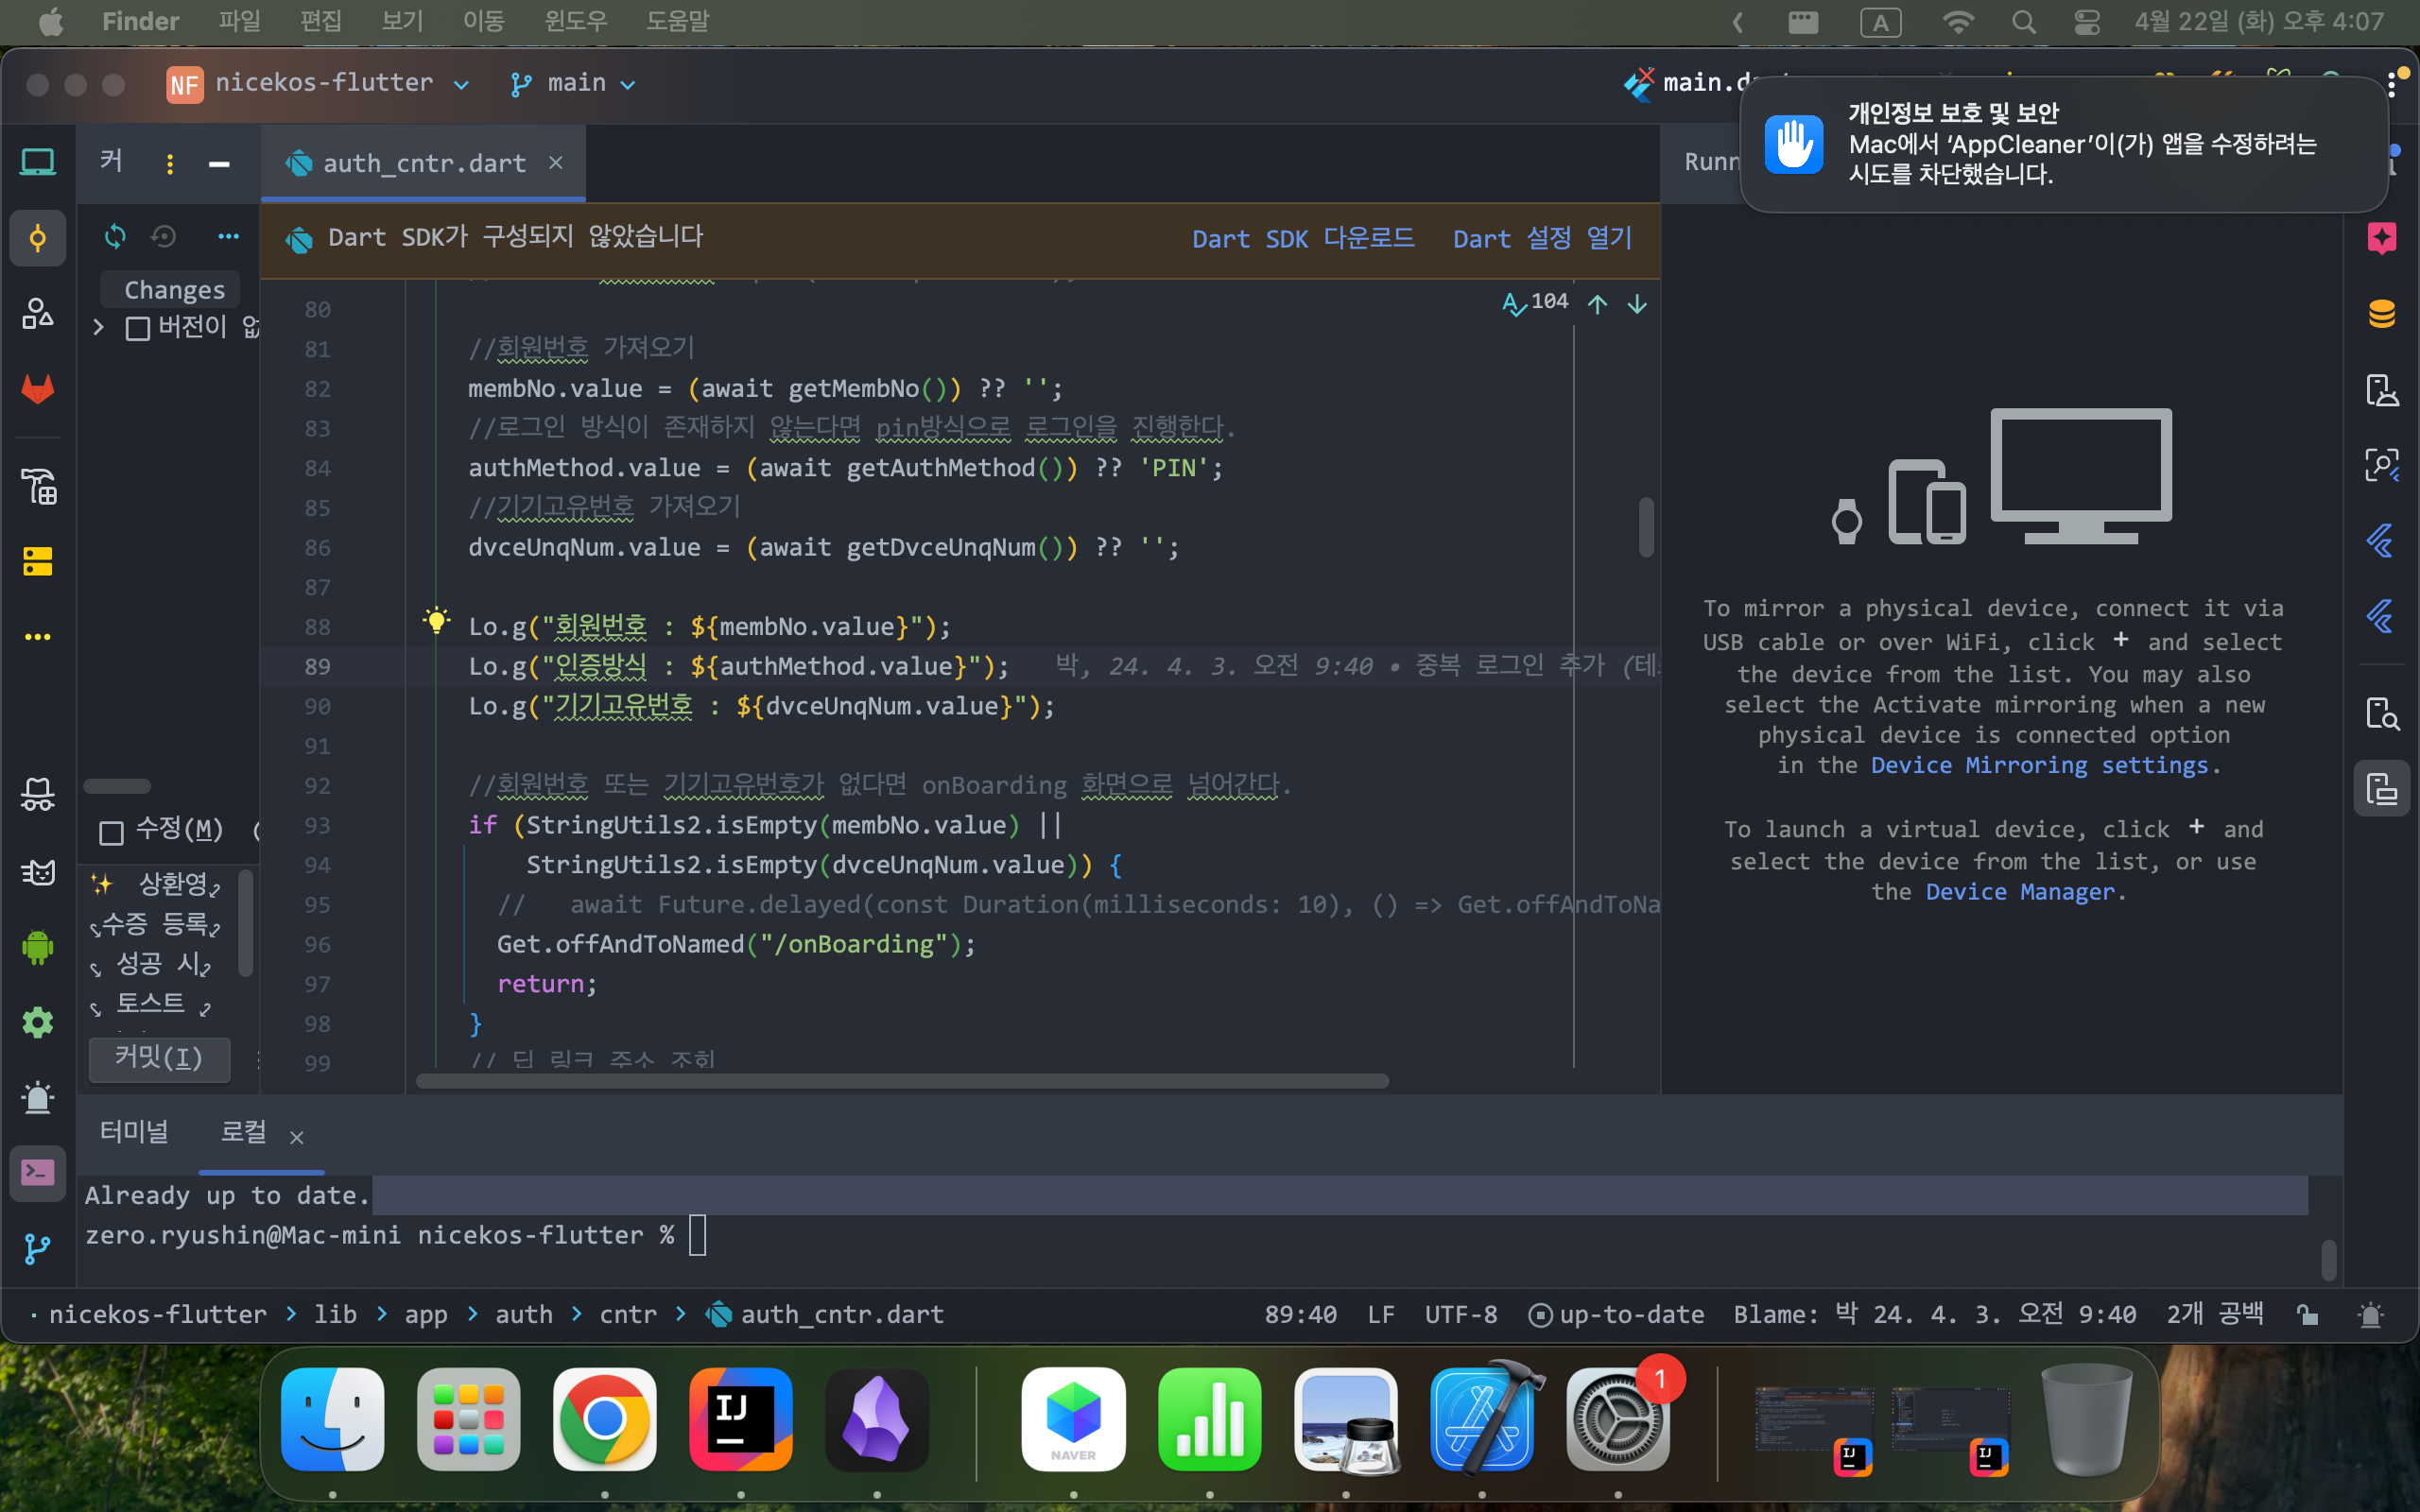 Finder 파일 편집 보기 이동 윈도우 도움말 A 4월 22일 (화) 오후 4:07
NF nicekos-flutter main
개인정보 보호 및 보안
Mac에서 ‘AppCleaner’이(가) 앱을 수정하려는
시도를 차단했습니다.
커
auth_cntr.dart
Dart SDK가 구성되지 않았습니다 Dart SDK 다운로드 Dart 설정 열기
Changes
버전이
104
80
81 //회원번호 가져오기
82 membNo.value = (await getMembNo()) ?? '';
83 //로그인 방식이 존재하지 않는다면 pin방식으로 로그인을 진행한다.
84 authMethod.value = (await getAuthMethod()) ?? 'PIN';
85 //기기고유번호 가져오기
86 dvceUnqNum.value = (await getDvceUnqNum()) ?? '';
87
88 Lo.g("회원번호 : ${membNo.value}");
89 Lo.g("인증방식 : ${authMethod.value}"); 박, 24. 4. 3. 오전 9:40 • 중복 로그인 추가
90 Lo.g("기기고유번호 : ${dvceUnqNum.value}");
91
92 //회원번호 또는 기기고유번호가 없다면 onBoarding 화면으로 넘어간다.
93 if (StringUtils2.isEmpty(membNo.value) ||
94 StringUtils2.isEmpty(dvceUnqNum.value)) {
95 // await Future.delayed(const Duration(milliseconds: 10), () => Get.offAndToNa
96 Get.offAndToNamed("/onBoarding");
97 return;
98 }
99 // 딥 링크 주소 조회
수정(M)
✨ 상환영
수증 등록
성공 시
토스트
커밋(I)
To mirror a physical device, connect it via
USB cable or over WiFi, click + and select
the device from the list. You may also
select the Activate mirroring when a new
physical device is connected option
in the Device Mirroring settings.
To launch a virtual device, click + and
select the device from the list, or use
the Device Manager.
터미널 로컬
Already up to date.
zero.ryushin@Mac-mini nicekos-flutter %
nicekos-flutter > lib > app > auth > cntr > auth_cntr.dart 89:40 LF UTF-8 up-to-date Blame: 박 24. 4. 3. 오전 9:40 2개 공백
IJ
NAVER
1
IJ
IJ